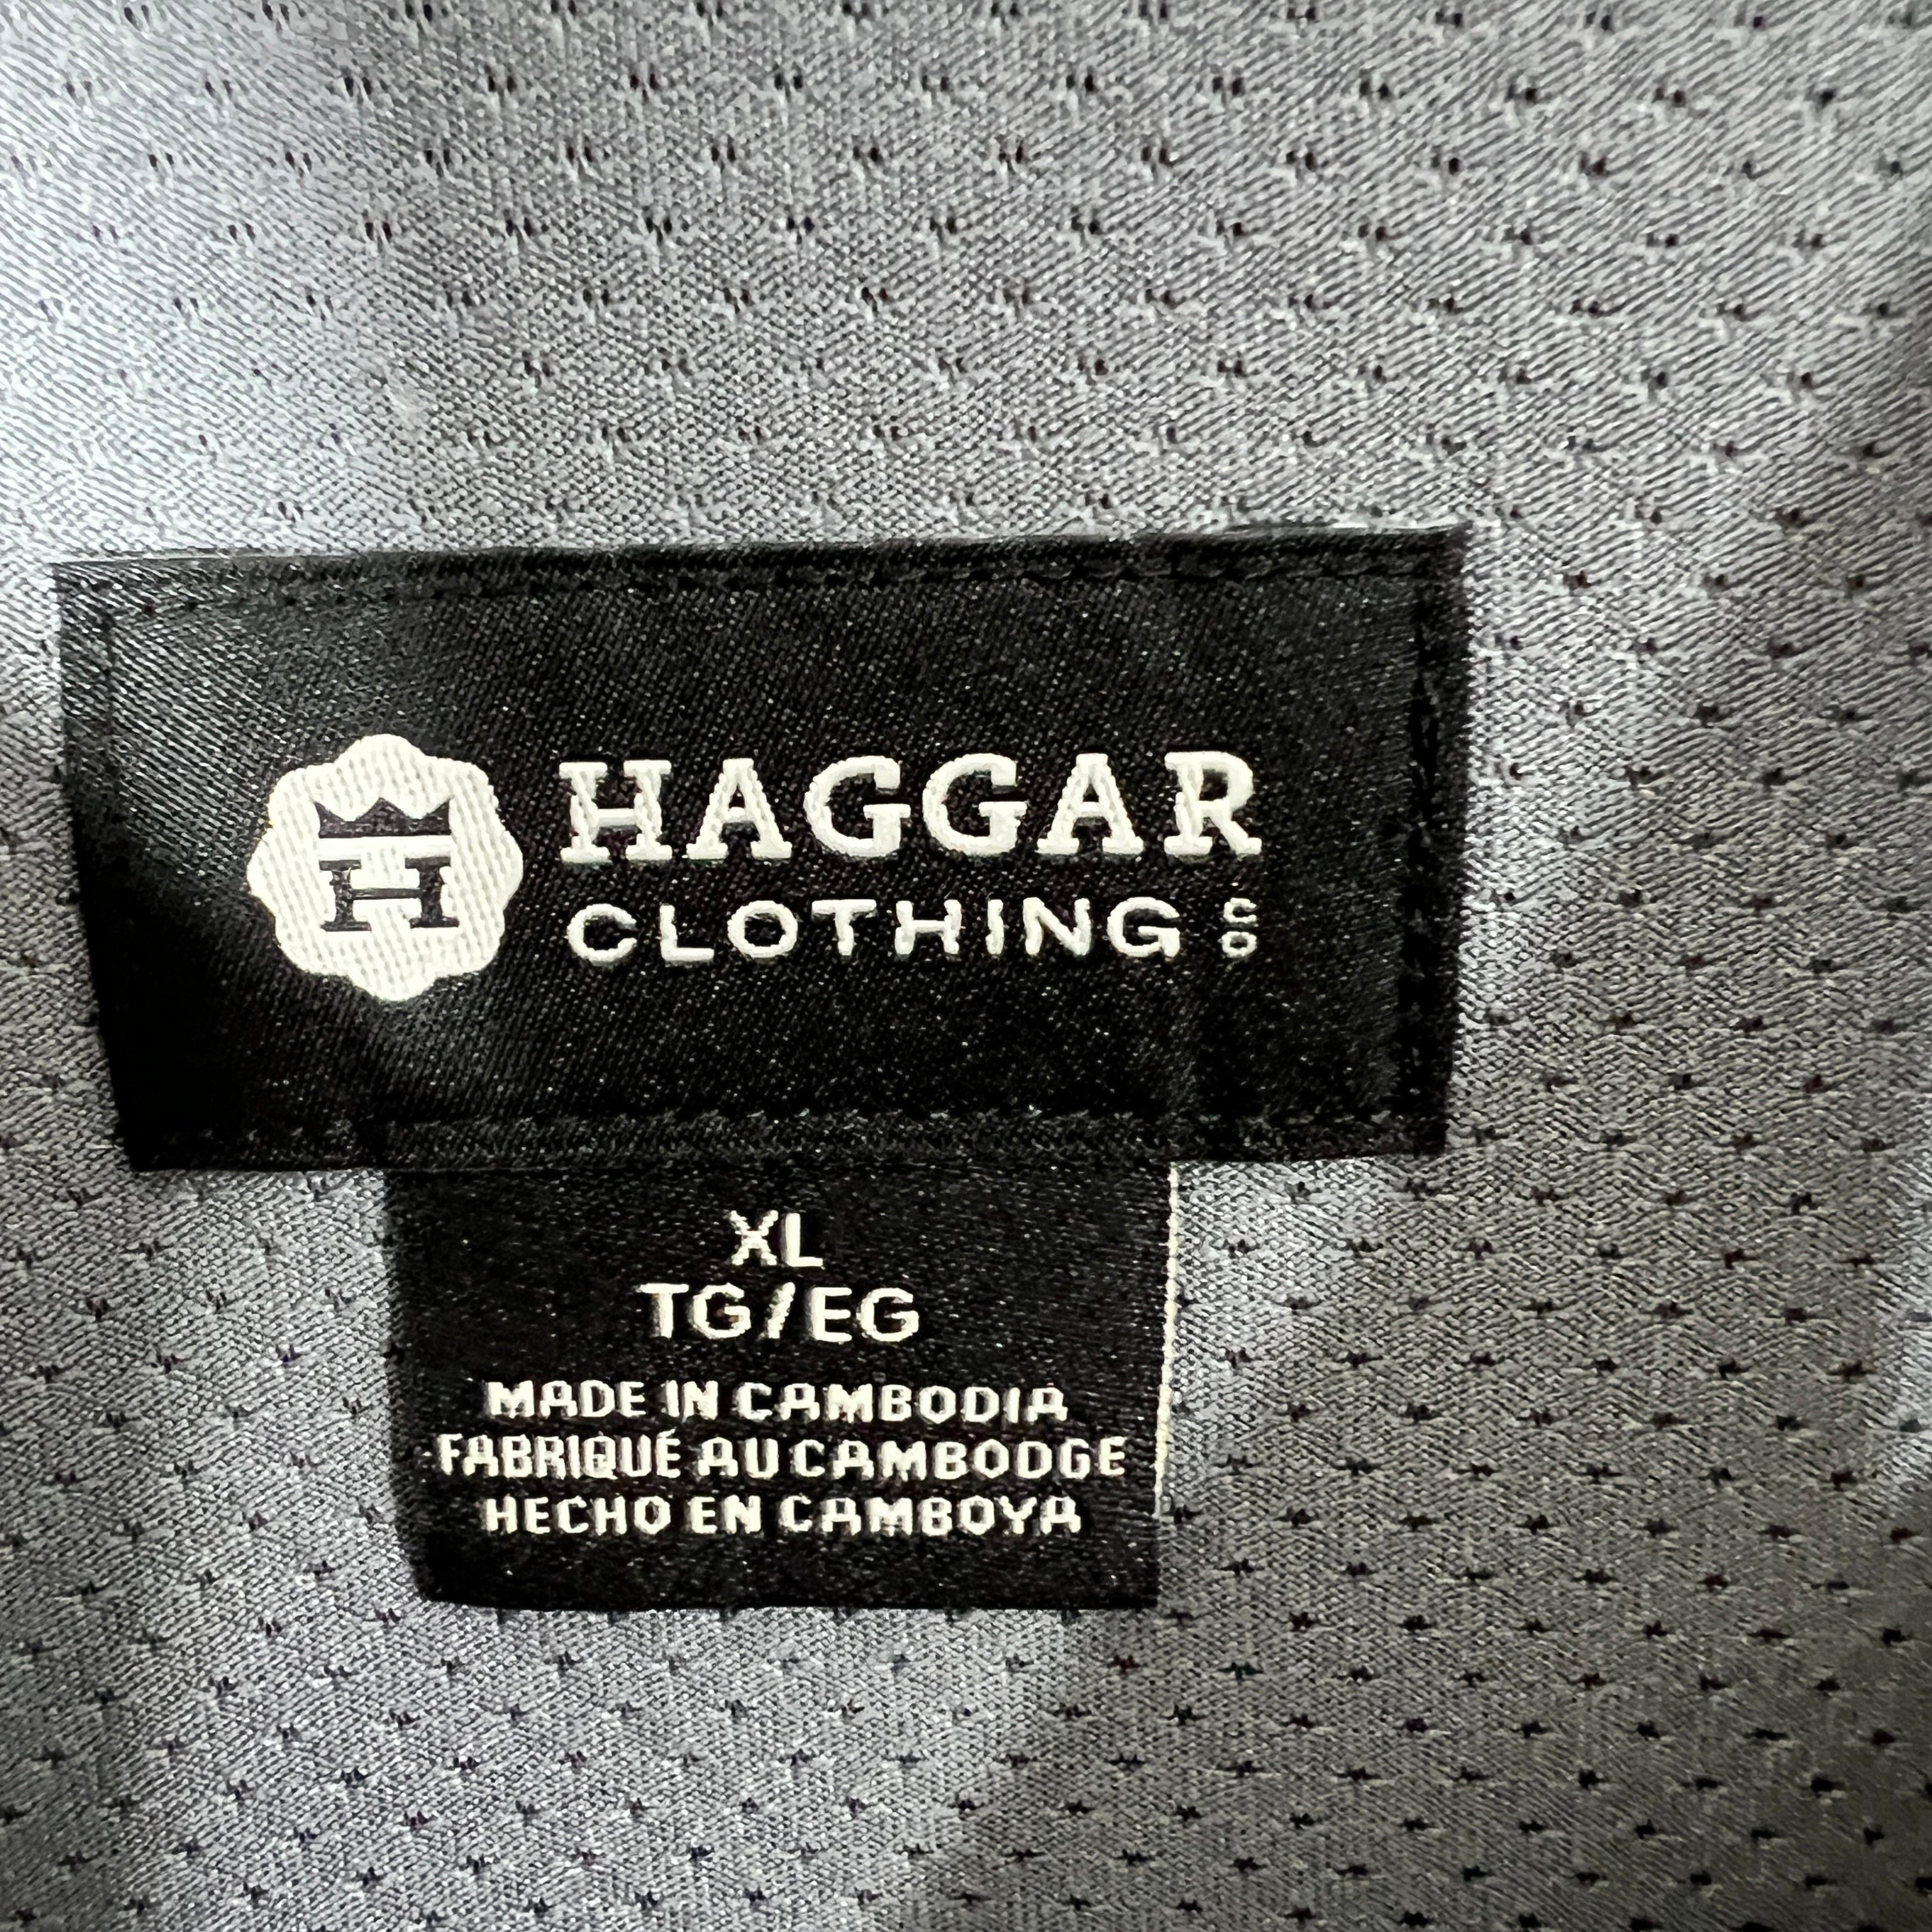 H
HAGGAR
CLOTHING CO
XL
TG/EG
MADE IN CAMBODIA
FABRIQUÉ AU CAMBODGE
HECHO EN CAMBOYA